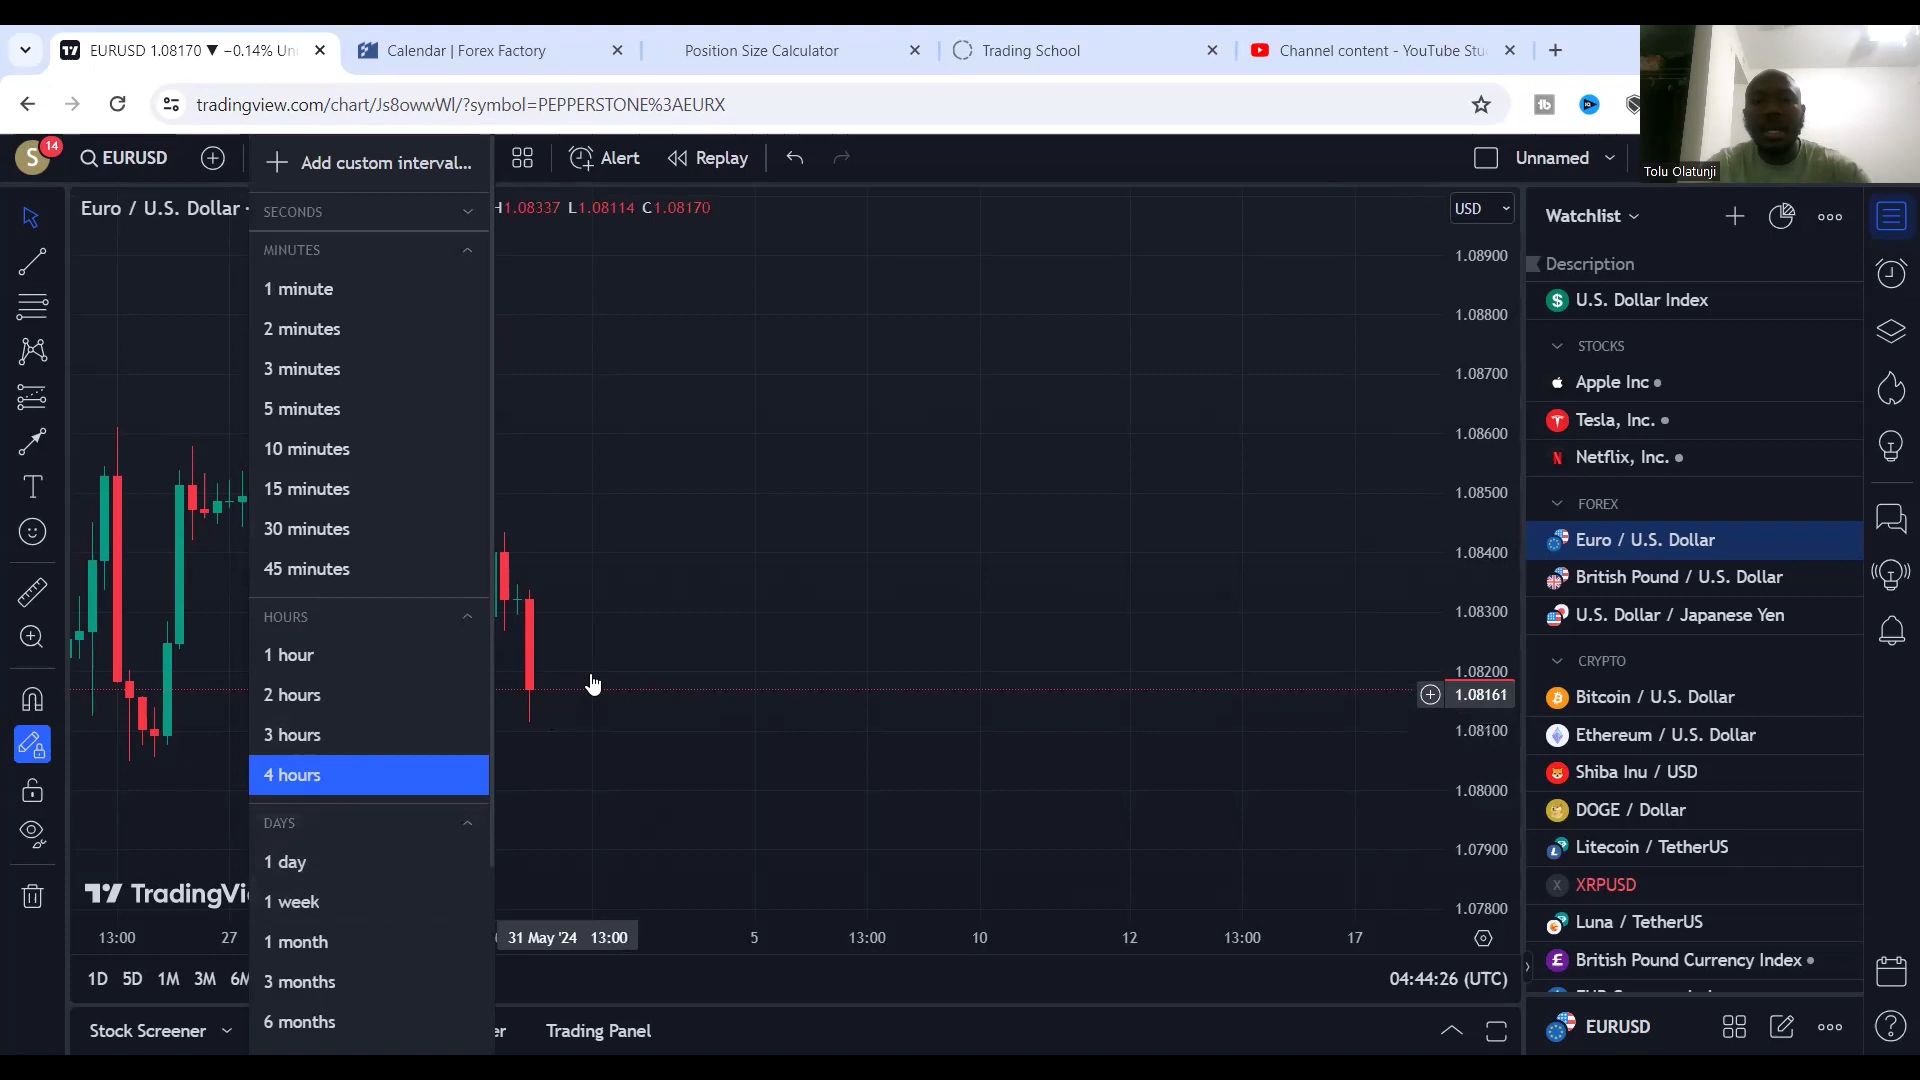 EURUSD 1.08170 ▼ −0.14% Un
Calendar | Forex Factory
Position Size Calculator
Trading School
Channel content - YouTube Stu
tradingview.com/chart/Js8owwWl/?symbol=PEPPERSTONE%3AEURX
tb
Tolu Olatunji
S
14
EURUSD
Add custom interval...
Alert
Replay
Unnamed
Euro / U.S. Dollar ·
H1.08337 L1.08114 C1.08170
USD
SECONDS
MINUTES
1 minute
2 minutes
3 minutes
5 minutes
10 minutes
15 minutes
30 minutes
45 minutes
HOURS
1 hour
2 hours
3 hours
4 hours
DAYS
1 day
1 week
1 month
3 months
6 months
1.08900
1.08800
1.08700
1.08600
1.08500
1.08400
1.08300
1.08200
1.08161
1.08100
1.08000
1.07900
1.07800
TradingVi
13:00
27
31 May '24 13:00
5
13:00
10
12
13:00
17
1D 5D 1M 3M 6M
04:44:26 (UTC)
Stock Screener
er
Trading Panel
Watchlist
Description
U.S. Dollar Index
STOCKS
Apple Inc
Tesla, Inc.
Netflix, Inc.
FOREX
Euro / U.S. Dollar
British Pound / U.S. Dollar
U.S. Dollar / Japanese Yen
CRYPTO
Bitcoin / U.S. Dollar
Ethereum / U.S. Dollar
Shiba Inu / USD
DOGE / Dollar
Litecoin / TetherUS
XRPUSD
Luna / TetherUS
British Pound Currency Index
EURUSD